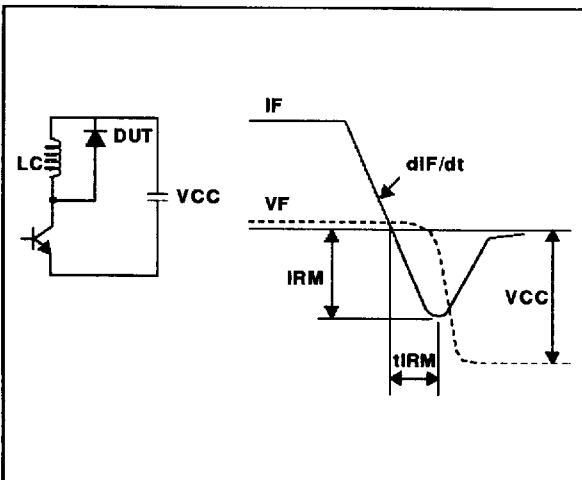 DUT
LC
VCC
IF
dIF/dt
VF
IRM
VCC
tIRM